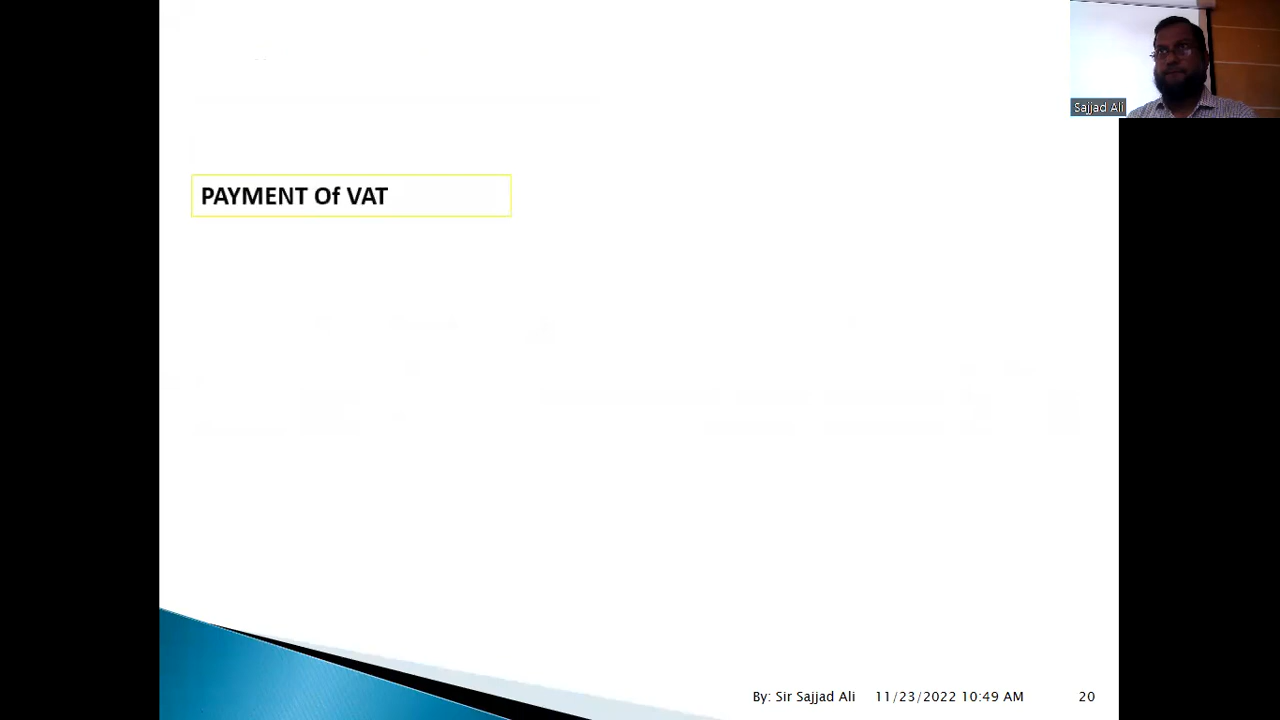 Sajjad Ali
PAYMENT Of VAT
By: Sir Sajjad Ali 11/23/2022 10:49 AM 20